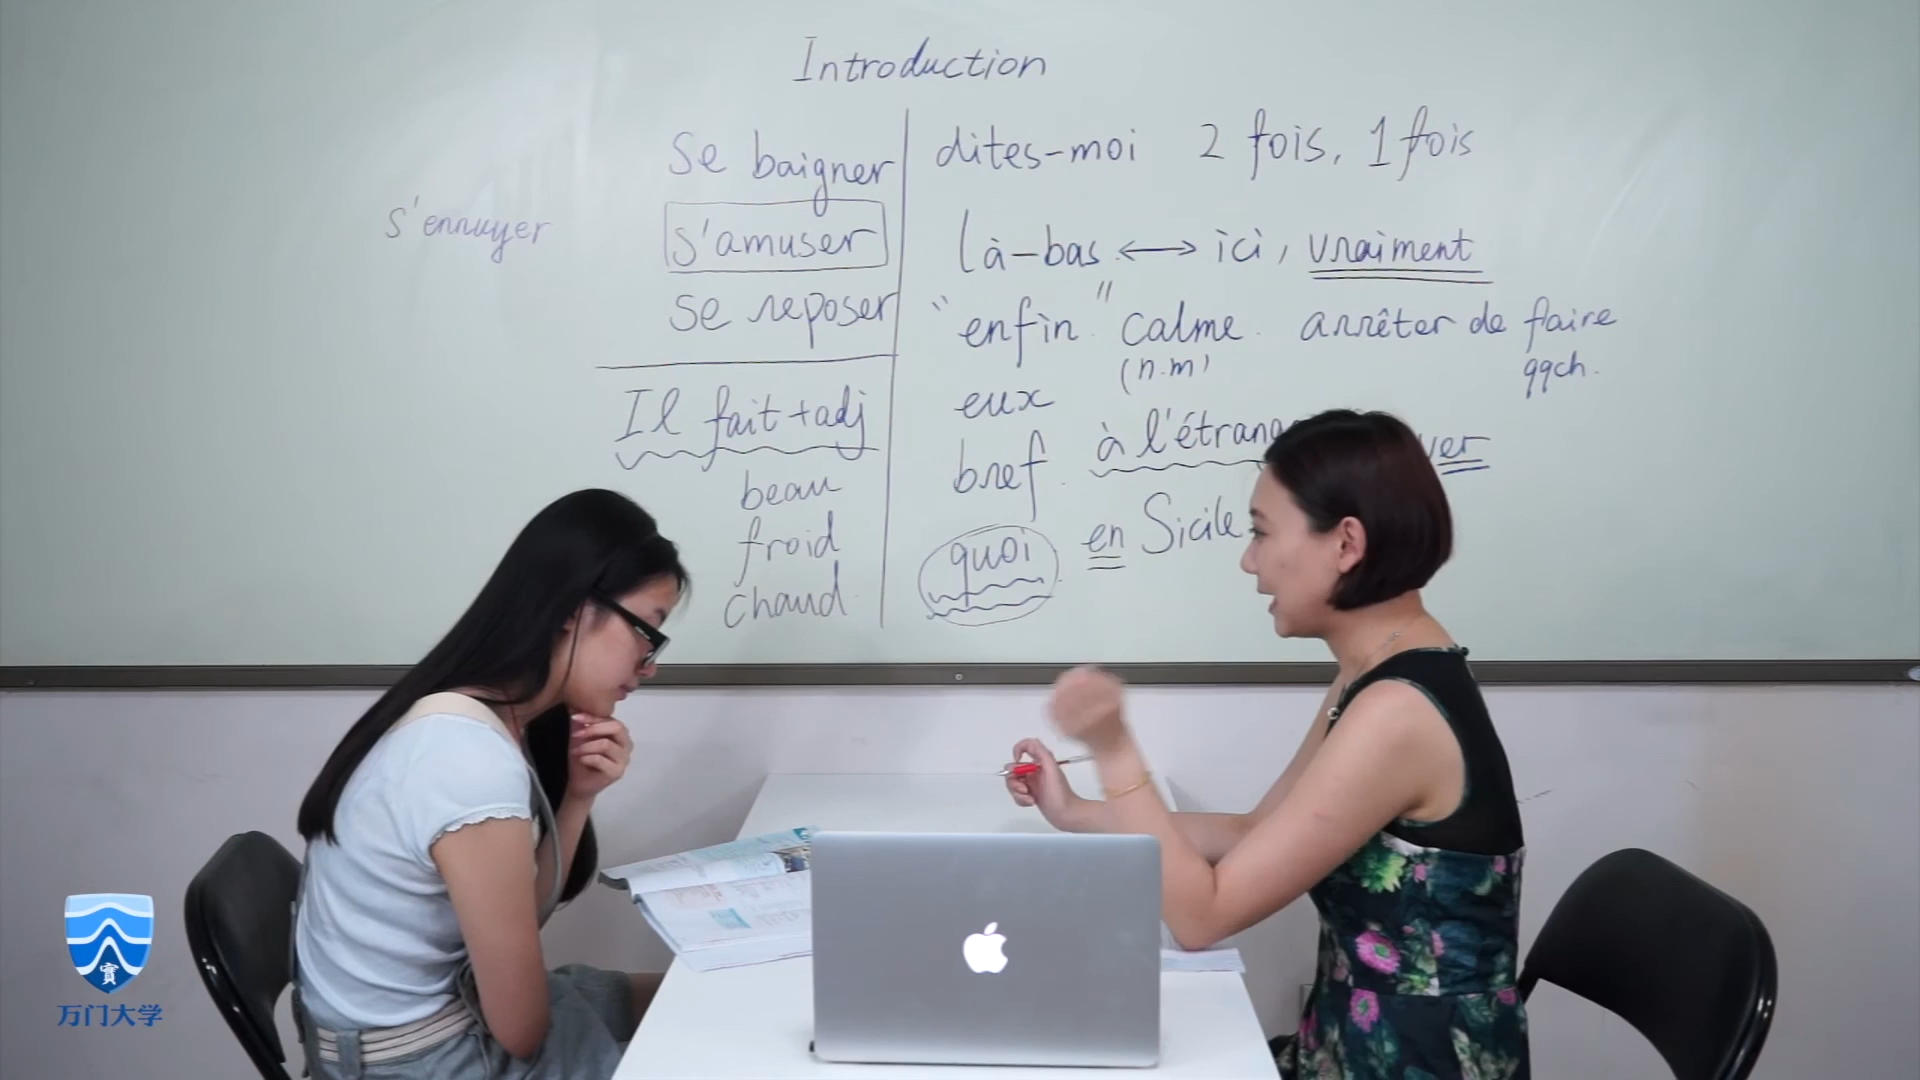 Introduction
s'ennuyer
se baigner
s'amuser
se reposer
Il fait + adj
beau
froid
chaud
dites-moi 2 fois, 1 fois
là-bas ↔ ici, vraiment
"enfin" calme. arrêter de faire
(n.m) qqch.
eux
bref. à l'étrang
quoi en Sicile
實
万门大学